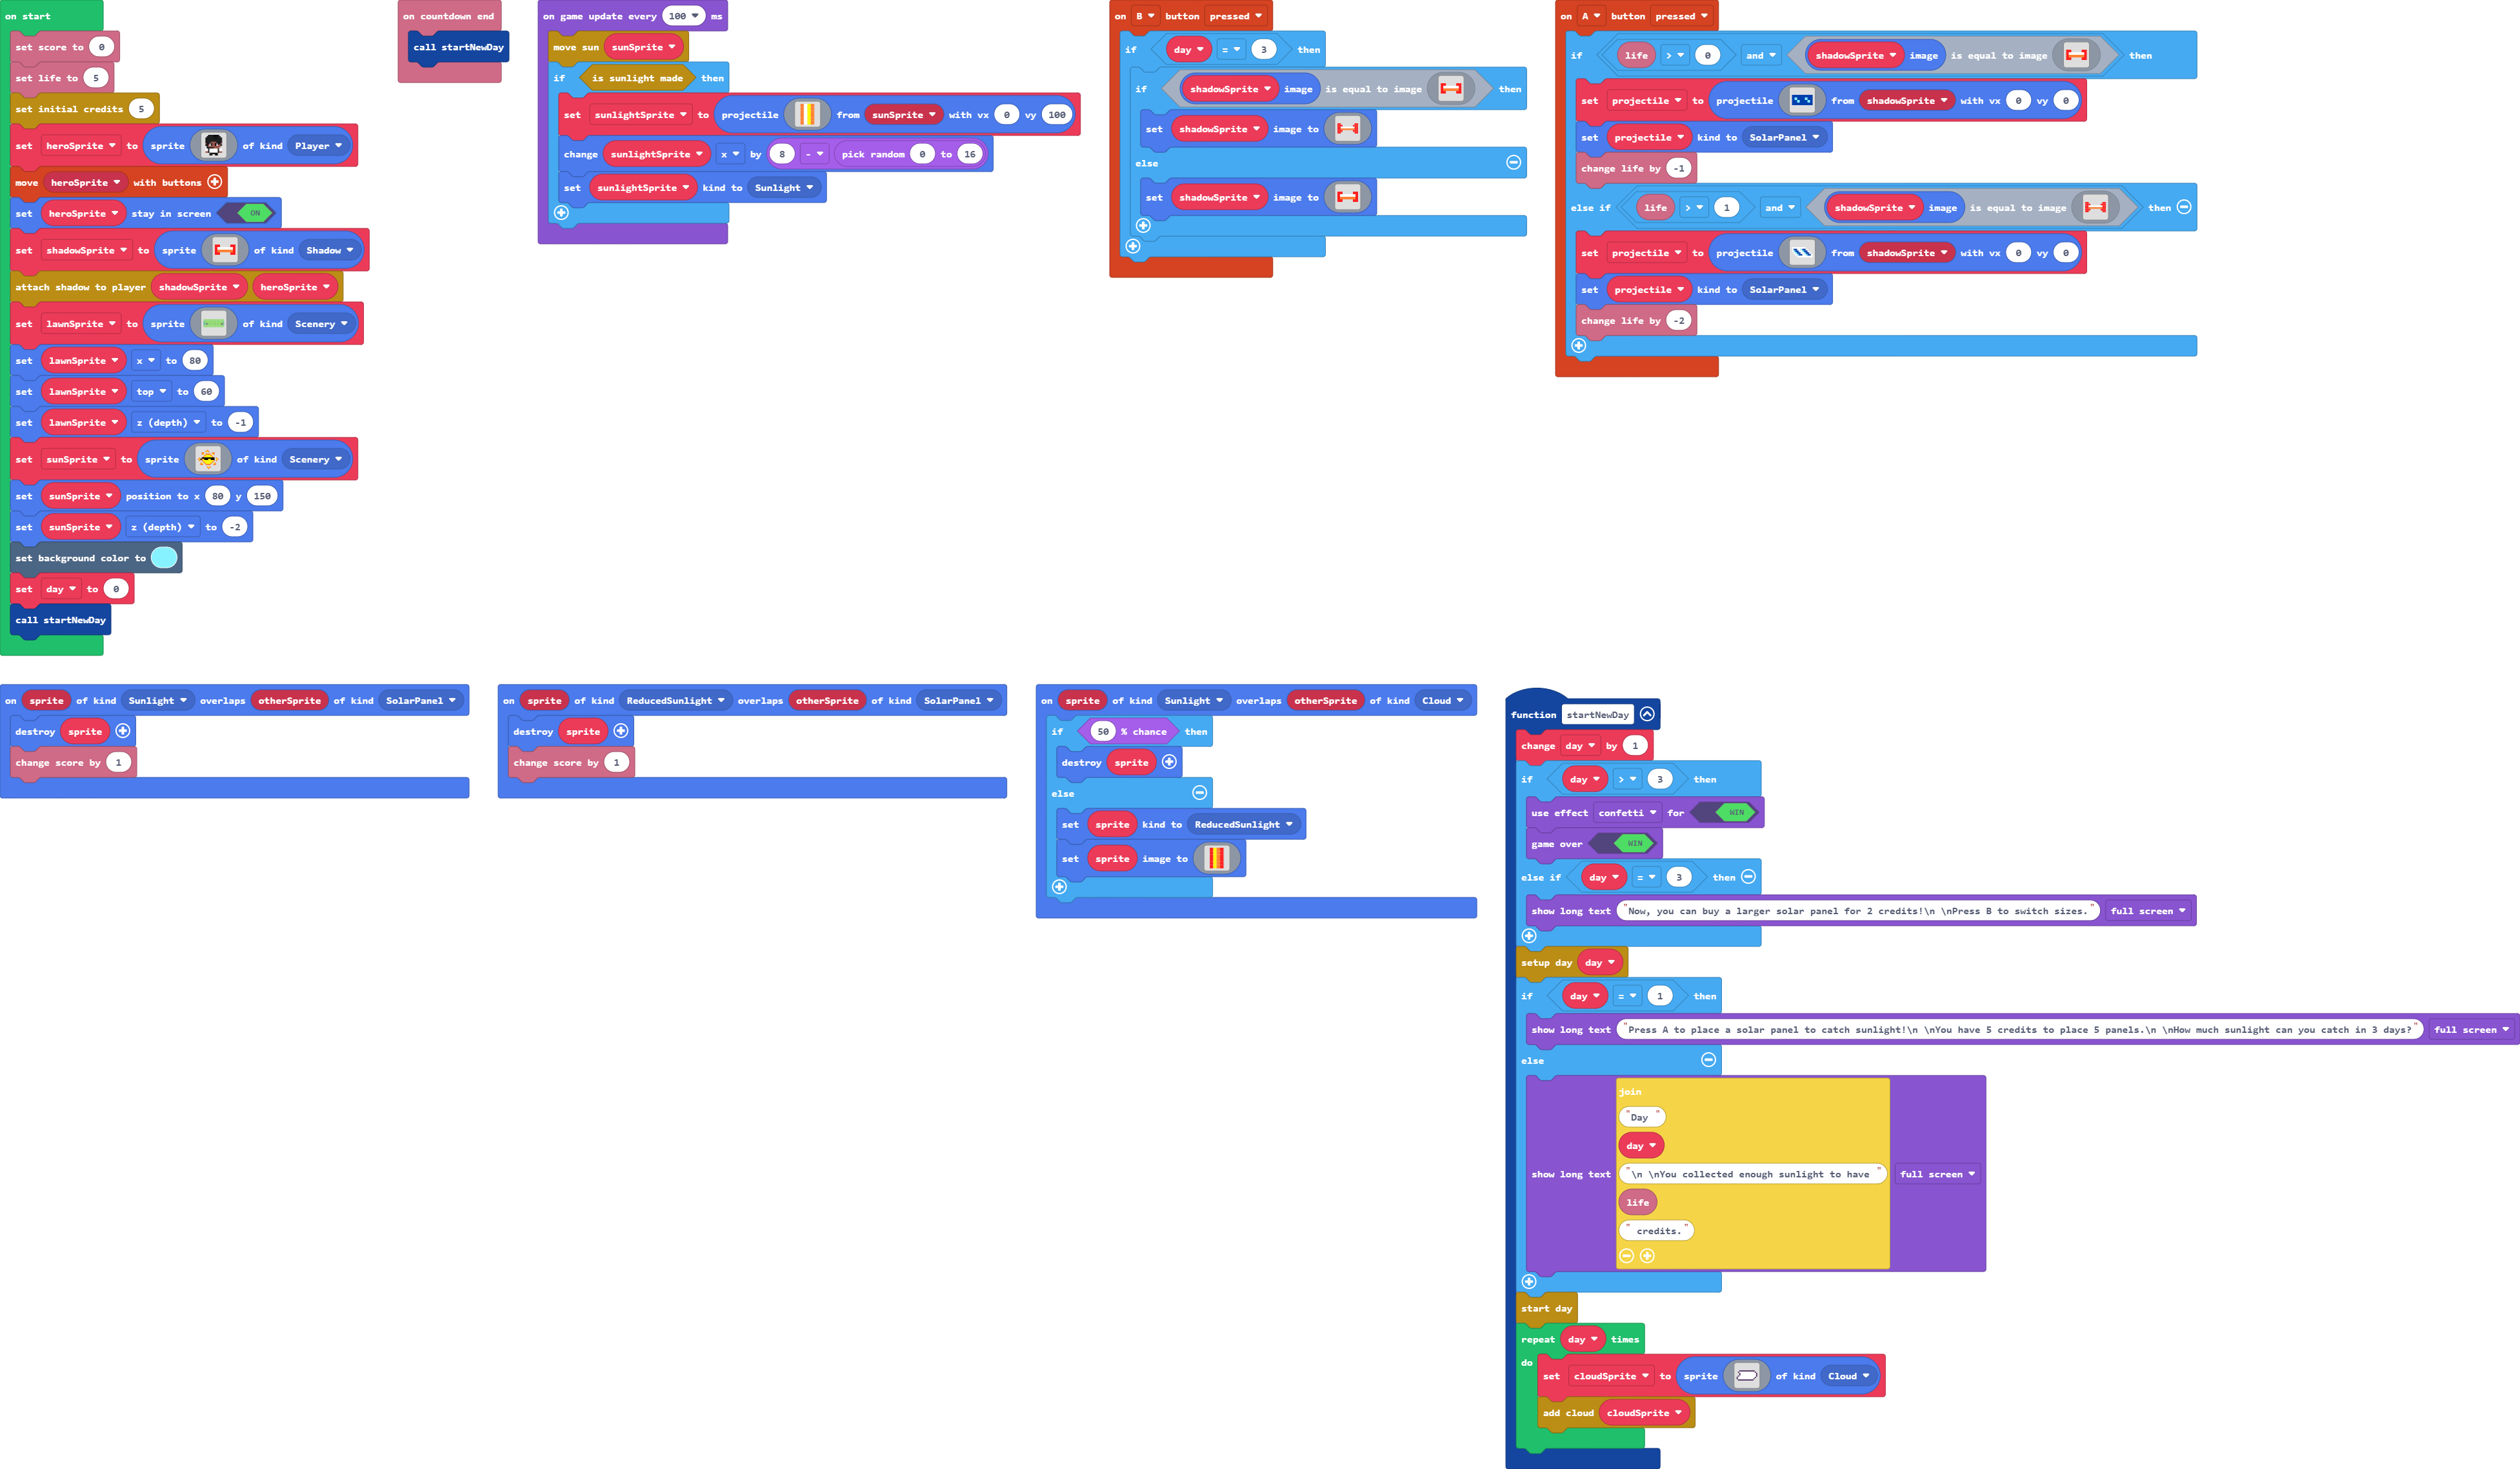 on start
set score to 0
set life to 5
set initial credits 5
set heroSprite to sprite of kind Player
move heroSprite with buttons
set heroSprite stay in screen ON
set shadowSprite to sprite of kind Shadow
attach shadow to player shadowSprite heroSprite
set lawnSprite to sprite of kind Scenery
set lawnSprite x to 80
set lawnSprite top to 60
set lawnSprite z (depth) to -1
set sunSprite to sprite of kind Scenery
set sunSprite position to x 80 y 150
set sunSprite z (depth) to -2
set background color to
set day to 0
call startNewDay
on countdown end
call startNewDay
on game update every 100 ms
move sun sunSprite
if is sunlight made then
set sunlightSprite to projectile from sunSprite with vx 0 vy 100
change sunlightSprite x by 8 - pick random 0 to 16
set sunlightSprite kind to Sunlight
on B button pressed
if day = 3 then
if shadowSprite image is equal to image then
set shadowSprite image to
else
set shadowSprite image to
on A button pressed
if life > 0 and shadowSprite image is equal to image then
set projectile to projectile from shadowSprite with vx 0 vy 0
set projectile kind to SolarPanel
change life by -1
else if life > 1 and shadowSprite image is equal to image then
set projectile to projectile from shadowSprite with vx 0 vy 0
set projectile kind to SolarPanel
change life by -2
on sprite of kind Sunlight overlaps otherSprite of kind SolarPanel
destroy sprite
change score by 1
on sprite of kind ReducedSunlight overlaps otherSprite of kind SolarPanel
destroy sprite
change score by 1
on sprite of kind Sunlight overlaps otherSprite of kind Cloud
if 50 % chance then
destroy sprite
else
set sprite kind to ReducedSunlight
set sprite image to
function startNewDay
change day by 1
if day > 3 then
use effect confetti for WIN
game over WIN
else if day = 3 then
show long text "Now, you can buy a larger solar panel for 2 credits!\n \nPress B to switch sizes." full screen
setup day day
if day = 1 then
show long text "Press A to place a solar panel to catch sunlight!\n \nYou have 5 credits to place 5 panels.\n \nHow much sunlight can you catch in 3 days?" full screen
else
join
"Day "
day
show long text "\n \nYou collected enough sunlight to have " full screen
life
" credits."
start day
repeat day times
do
set cloudSprite to sprite of kind Cloud
add cloud cloudSprite